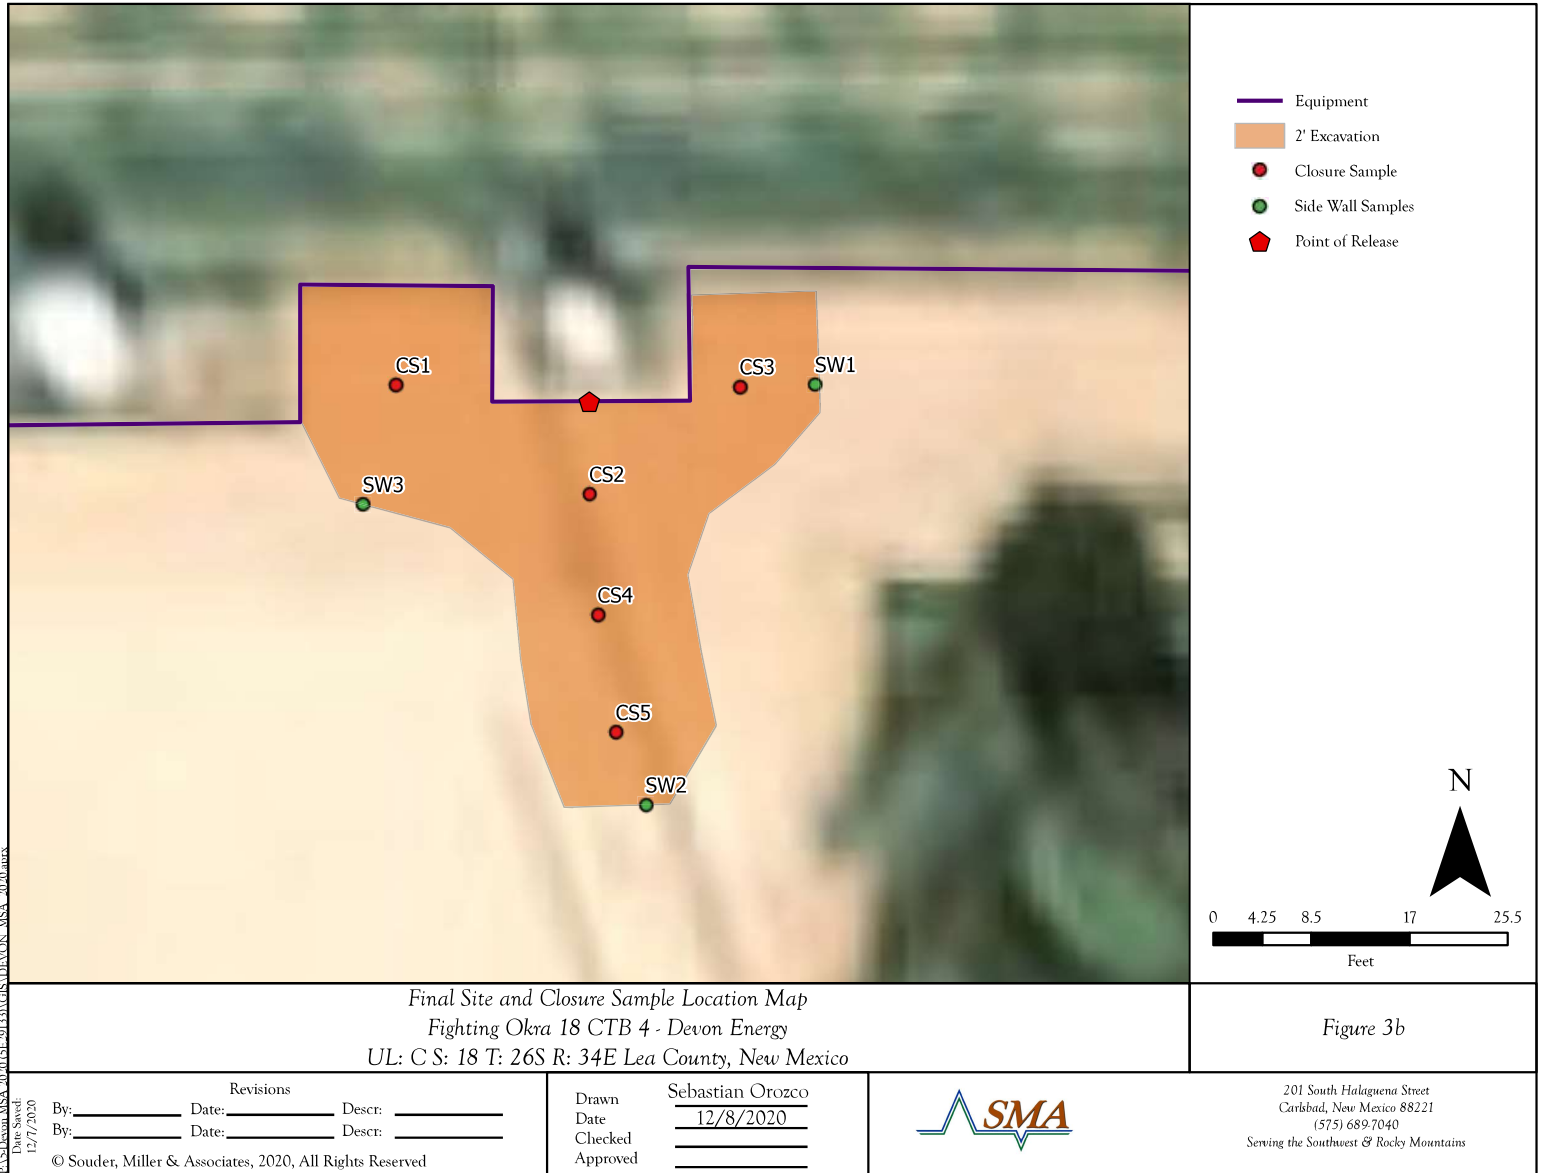 Equipment
2' Excavation
Closure Sample
Side Wall Samples
Point of Release
CS1
CS3
SW1
CS2
SW3
CS4
CS5
SW2
N
0 4.25 8.5 17 25.5
Feet
Final Site and Closure Sample Location Map
Fighting Okra 18 CTB 4 - Devon Energy
UL: C S: 18 T: 26S R: 34E Lea County, New Mexico
Figure 3b
Date Saved:
12/7/2020
Revisions
By: Date: Descr:
By: Date: Descr:
© Souder, Miller & Associates, 2020, All Rights Reserved
Drawn Sebastian Orozco
Date 12/8/2020
Checked
Approved
SMA
201 South Halaguena Street
Carlsbad, New Mexico 88221
(575) 689-7040
Serving the Southwest & Rocky Mountains